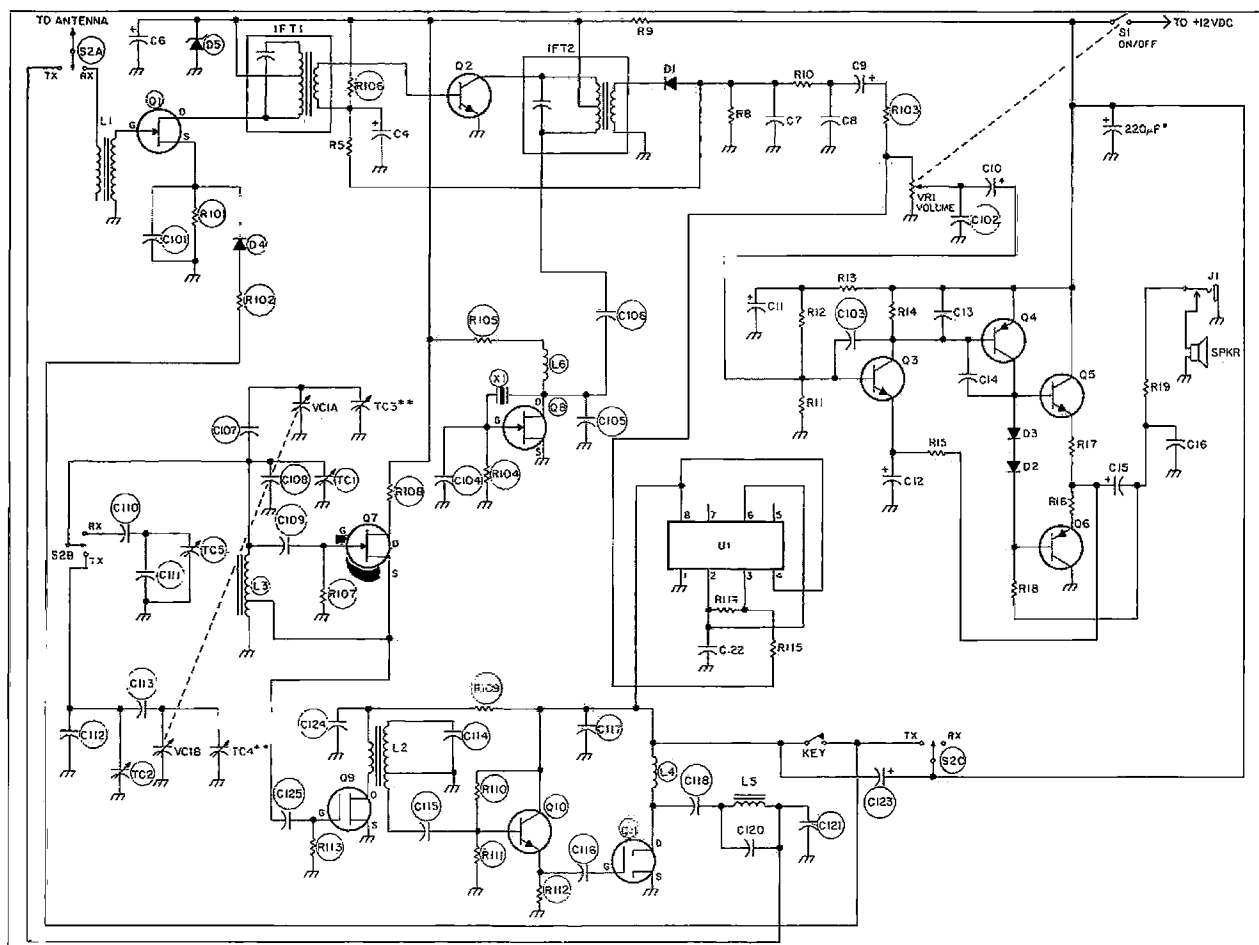 TO ANTENNA
S2A
TX
RX
C6
D5
IFT1
R9
S1
ON/OFF
TO +12VDC
Q1
G
D
S
L1
R106
C4
R5
Q2
IFT2
D1
R8
C7
R10
C8
C9
R103
220µF*
VR1
VOLUME
C10
C102
C101
R101
D4
R102
R105
L6
C106
X1
G
D
S
Q8
C105
C104
R104
C11
R12
R13
C103
R14
C13
Q4
Q3
C14
R11
Q5
D3
D2
R17
R15
C12
R16
C15
Q6
R18
R19
C16
J1
SPKR
C107
VC1A
TC3**
C108
TC1
R108
C110
RX
S2B
TX
C111
TC5
C109
G
Q7
D
S
L3
R107
8
7
6
5
U1
1
2
3
4
R114
C122
R115
C113
C112
TC2
VC1B
TC4**
C124
L2
R109
C114
Q9
G
D
S
C125
R113
C115
R110
R111
Q10
C116
R112
C117
L4
G
D
S
C118
L5
C120
C121
KEY
TX
RX
S2C
C123